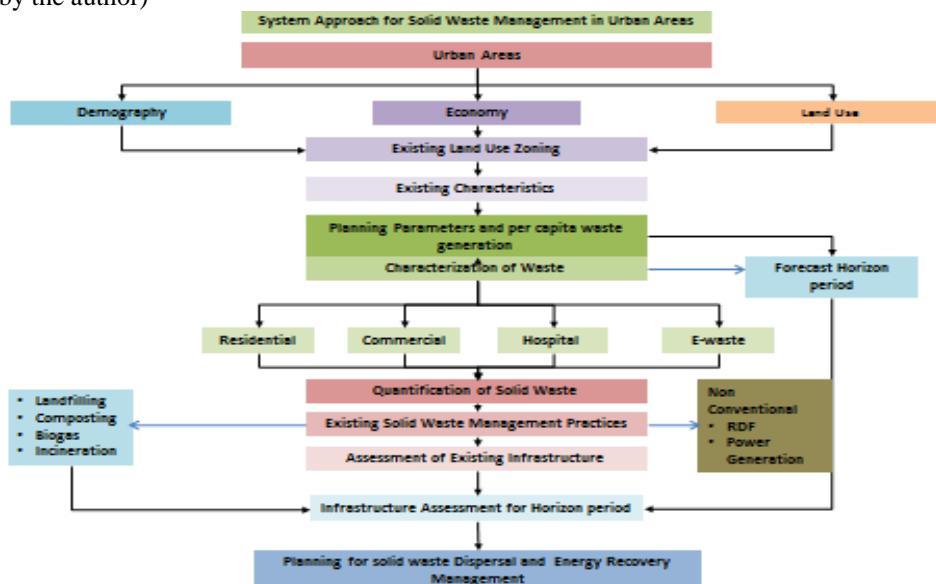 by the author)
System Approach for Solid Waste Management in Urban Areas
Urban Areas
Demography
Economy
Land Use
Existing Land Use Zoning
Existing Characteristics
Planning Parameters and per capita waste
generation
Characterization of Waste
Forecast Horizon
period
Residential
Commercial
Hospital
E-waste
Quantification of Solid Waste
• Landfilling
• Composting
• Biogas
• Incineration
Existing Solid Waste Management Practices
Non
Conventional
• RDF
• Power
Generation
Assessment of Existing Infrastructure
Infrastructure Assessment for Horizon period
Planning for solid waste Dispersal and Energy Recovery
Management